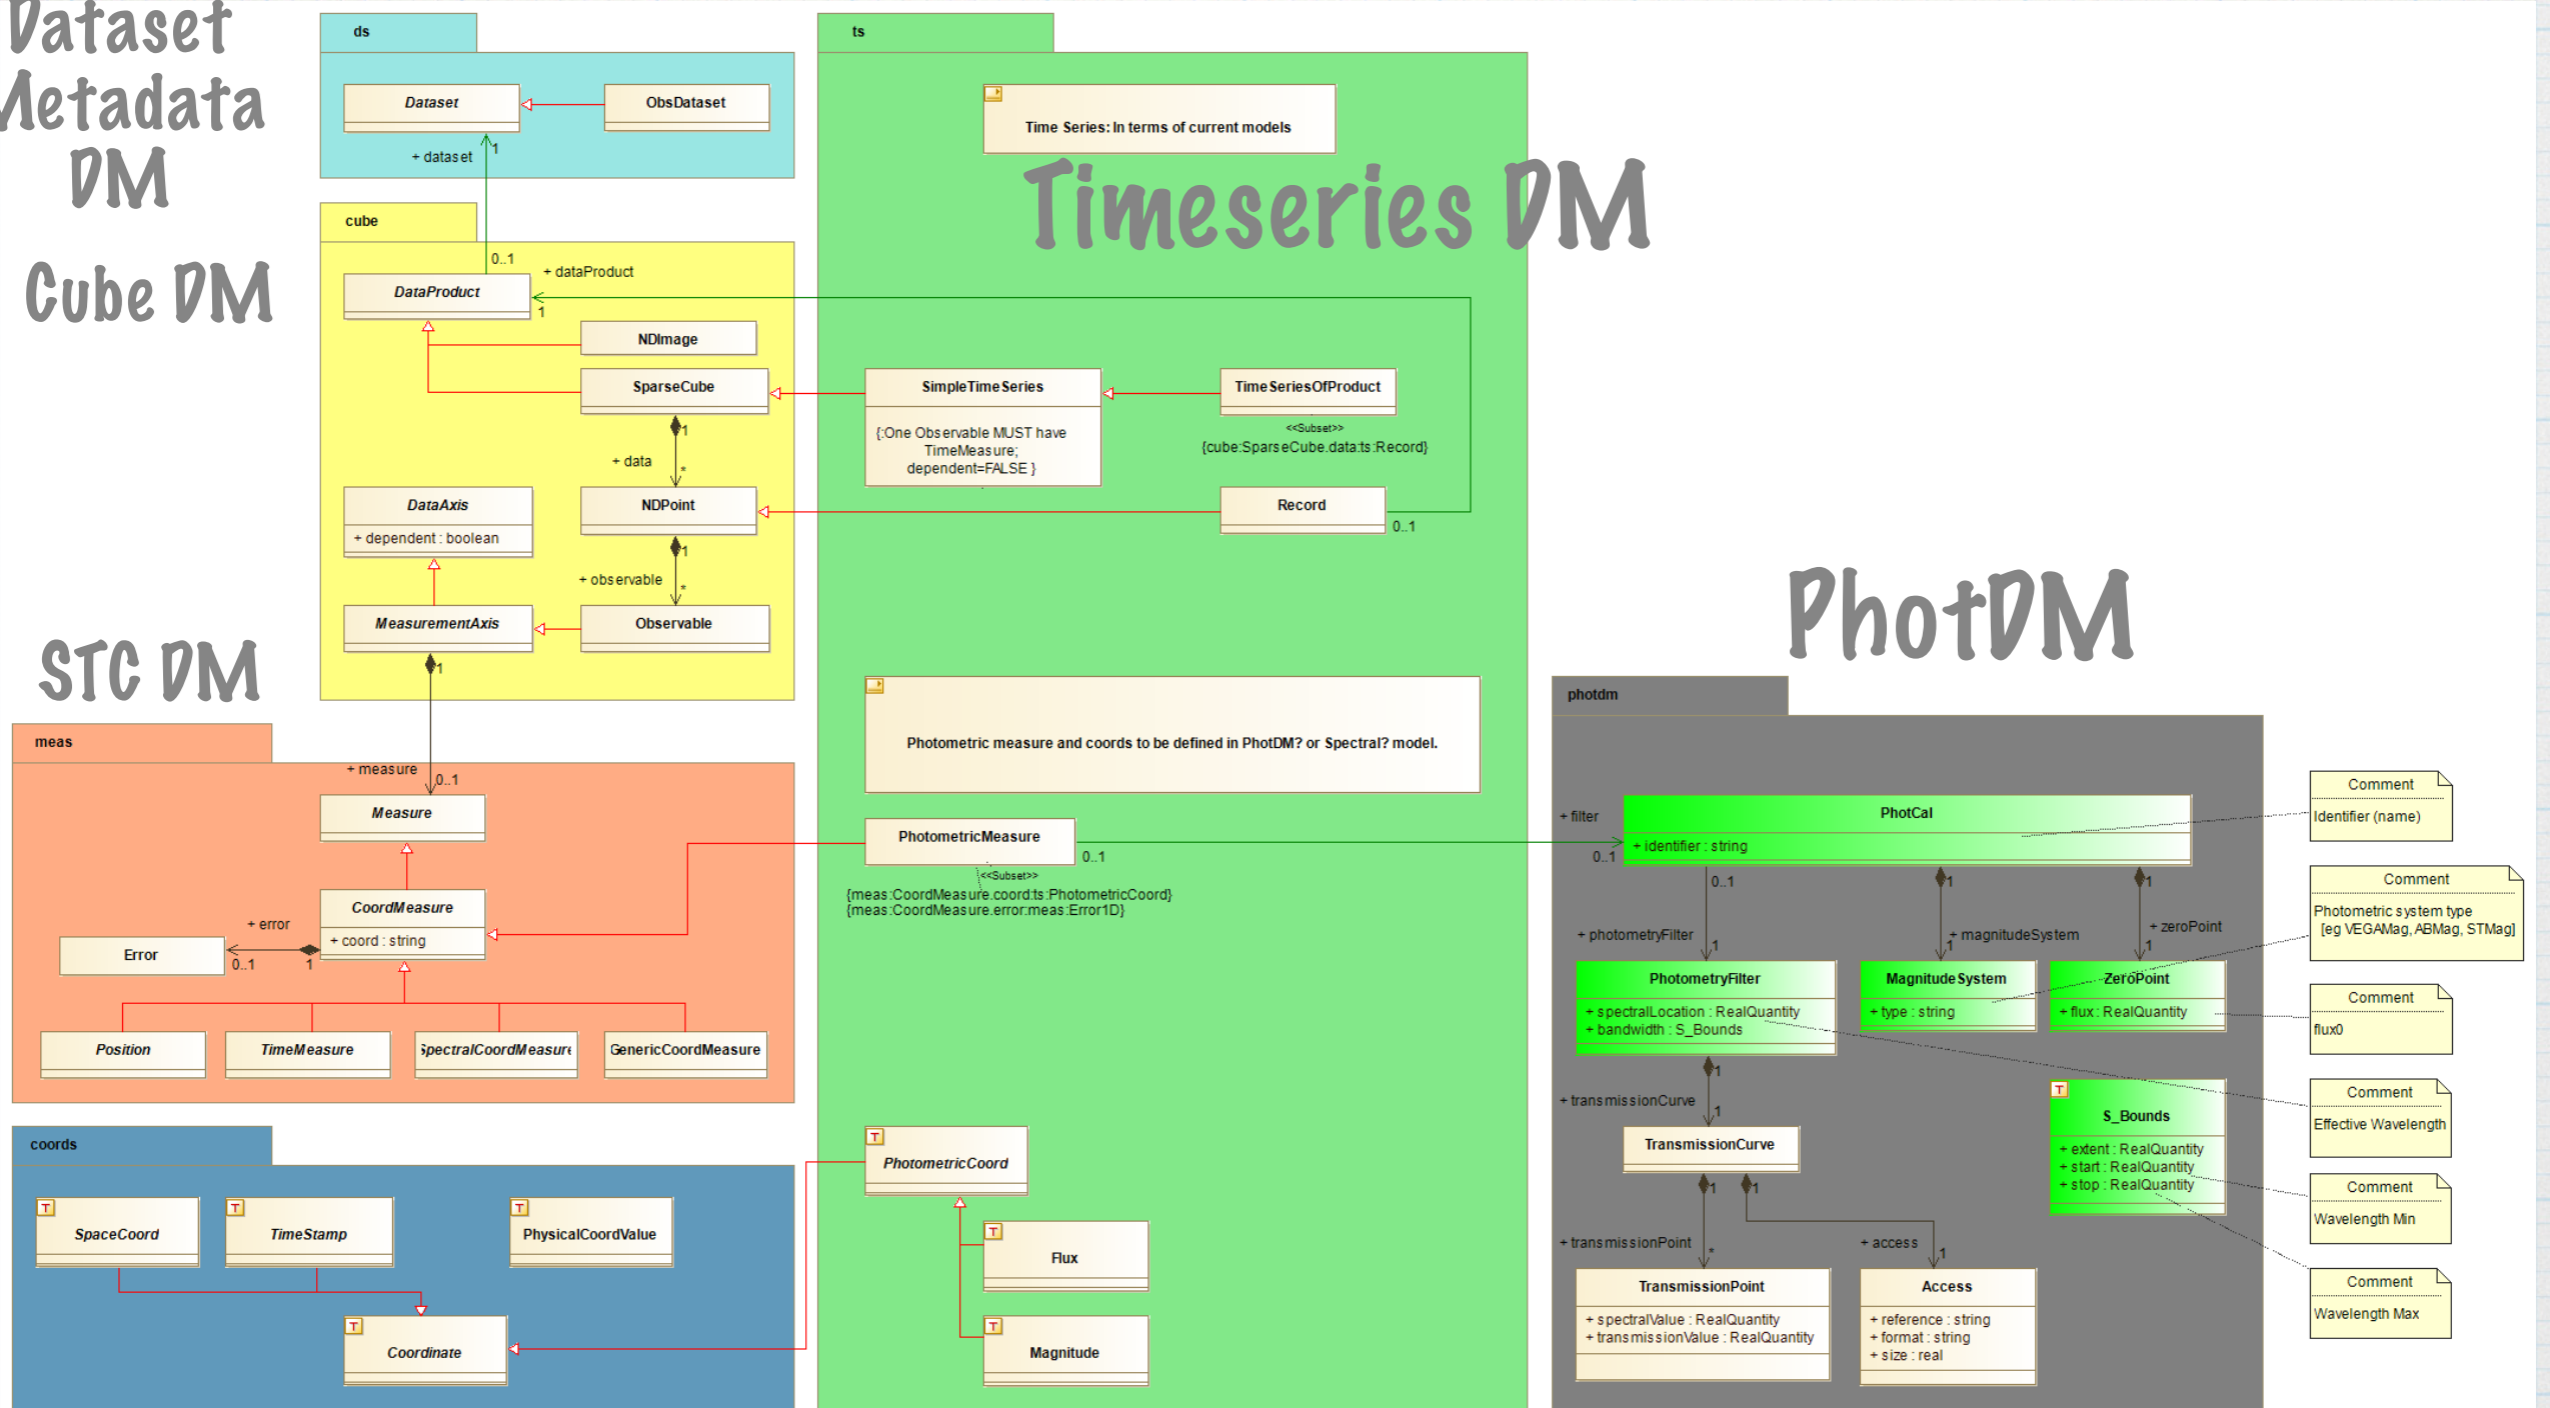 Dataset
Metadata
DM
ds
Dataset
ObsDataset
+ dataset
1
Cube DM
cube
0..1
+ dataProduct
DataProduct
1
NDImage
SparseCube
1
+ data
*
DataAxis
+ dependent : boolean
NDPoint
1
+ observable
*
MeasurementAxis
Observable
1
STC DM
meas
+ measure
0..1
Measure
CoordMeasure
+ coord : string
+ error
Error
0..1
1
Position
TimeMeasure
SpectralCoordMeasure
GenericCoordMeasure
coords
SpaceCoord
TimeStamp
PhysicalCoordValue
Coordinate
T
T
T
T
ts
Time Series: In terms of current models
Timeseries DM
SimpleTimeSeries
{:One Observable MUST have
TimeMeasure;
dependent=FALSE }
TimeSeriesOfProduct
<<Subset>>
{cube:SparseCube.data:ts:Record}
Record
0..1
Photometric measure and coords to be defined in PhotDM? or Spectral? model.
PhotometricMeasure
0..1
<<Subset>>
{meas:CoordMeasure.coord:ts:PhotometricCoord}
{meas:CoordMeasure.error:meas:Error1D}
T
PhotometricCoord
T
Flux
T
Magnitude
PhotDM
photdm
+ filter
0..1
PhotCal
+ identifier : string
0..1
1
1
+ photometryFilter
1
+ magnitudeSystem
1
+ zeroPoint
1
PhotometryFilter
+ spectralLocation : RealQuantity
+ bandwidth : S_Bounds
MagnitudeSystem
+ type : string
ZeroPoint
+ flux : RealQuantity
1
+ transmissionCurve
1
TransmissionCurve
1
1
+ transmissionPoint
*
+ access
1
TransmissionPoint
+ spectralValue : RealQuantity
+ transmissionValue : RealQuantity
Access
+ reference : string
+ format : string
+ size : real
T
S_Bounds
+ extent : RealQuantity
+ start : RealQuantity
+ stop : RealQuantity
Comment
Identifier (name)
Comment
Photometric system type
[eg VEGAMag, ABMag, STMag]
Comment
flux0
Comment
Effective Wavelength
Comment
Wavelength Min
Comment
Wavelength Max